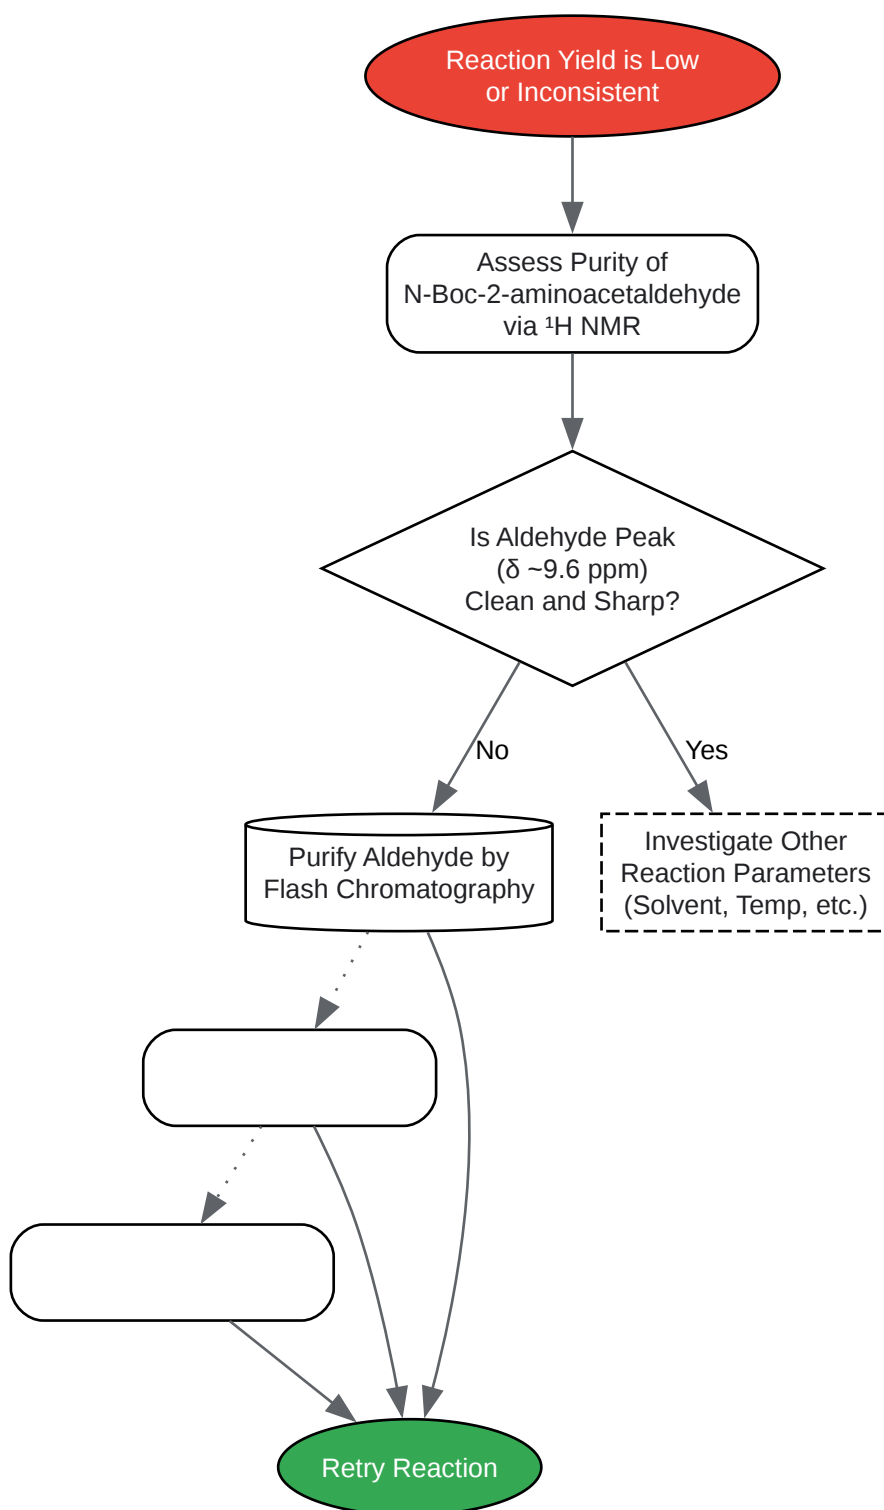 Reaction Yield is Low
or Inconsistent
Assess Purity of
N-Boc-2-aminoacetaldehyde
via ¹H NMR
Is Aldehyde Peak
(δ ~9.6 ppm)
Clean and Sharp?
No
Yes
Purify Aldehyde by
Flash Chromatography
Investigate Other
Reaction Parameters
(Solvent, Temp, etc.)
Retry Reaction